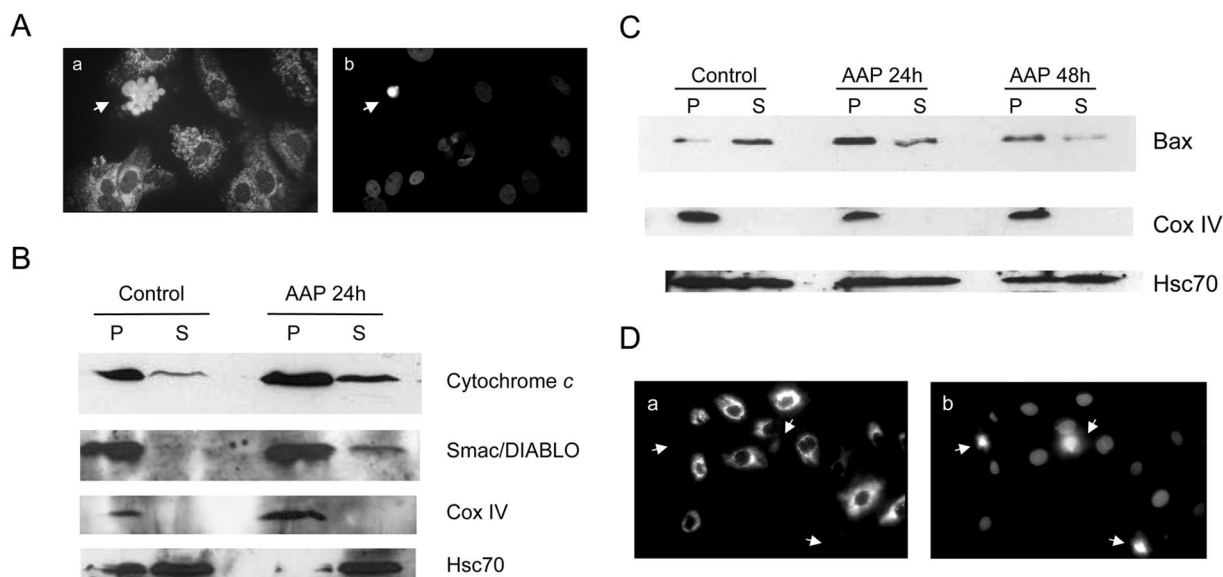 A
a
b
B
Control
AAP 24h
P
S
P
S
Cytochrome c
Smac/DIABLO
Cox IV
Hsc70
C
Control
AAP 24h
AAP 48h
P
S
P
S
P
S
Bax
Cox IV
Hsc70
D
a
b